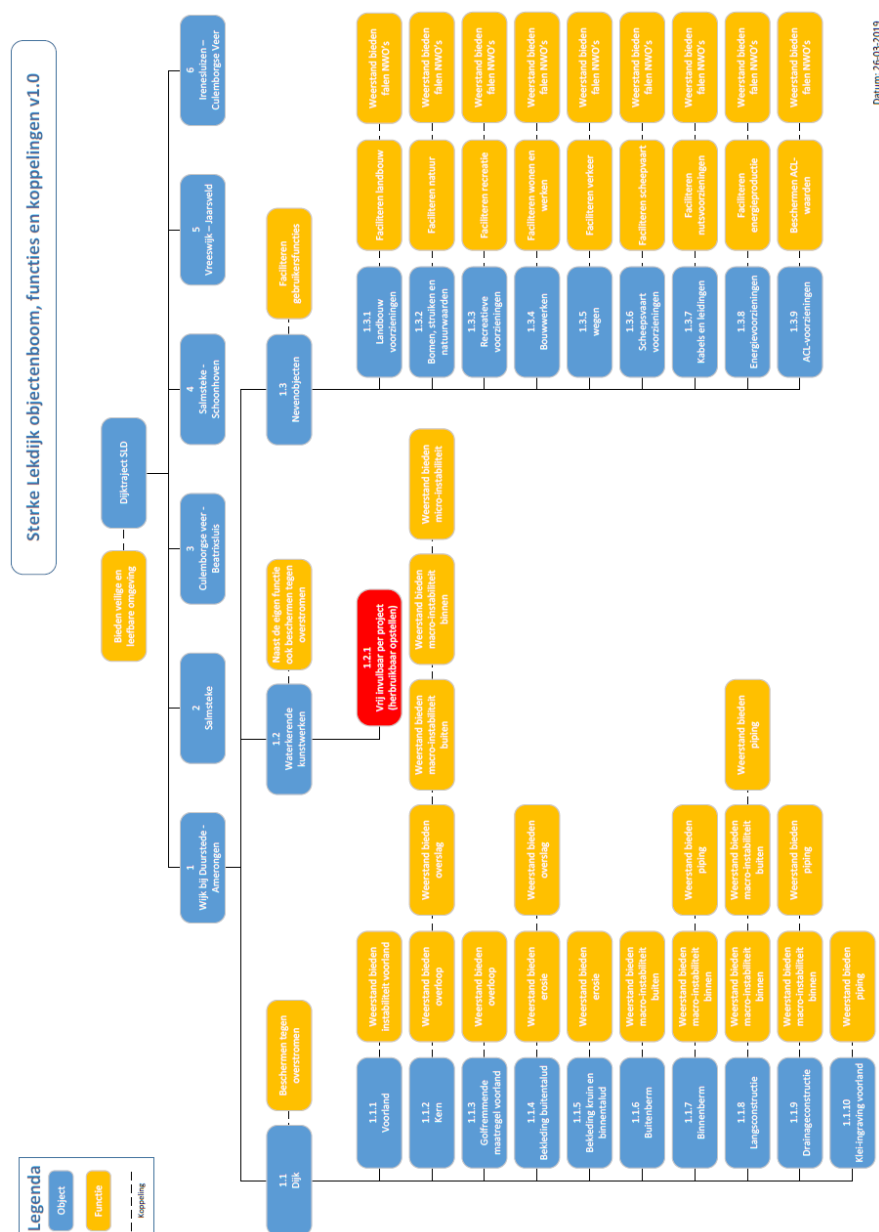 Sterke Lekdijk objectenboom, functies en koppelingen v1.0
Legenda
Object
Functie
Koppeling
Bieden veilige en
leefbare omgeving
Dijktraject SLD
1
Wijk bij Duurstede -
Amerongen
2
Salmsteke
3
Culemborgse veer -
Beatrixsluis
4
Salmsteke -
Schoonhoven
5
Vreeswijk – Jaarsveld
6
Irenesluizen –
Culemborgse Veer
1.1
Dijk
Beschermen tegen
overstromen
1.2
Waterkerende
kunstwerken
Naast de eigen functie
ook beschermen tegen
overstromen
1.3
Nevenobjecten
Faciliteren
gebruikersfuncties
1.1.1
Voorland
Weerstand bieden
instabiliteit voorland
1.1.2
Kern
Weerstand bieden
overloop
Weerstand bieden
overslag
Weerstand bieden
macro-instabiliteit
buiten
Weerstand bieden
macro-instabiliteit
binnen
Weerstand bieden
micro-instabiliteit
1.1.3
Golfremmende
maatregel voorland
Weerstand bieden
overloop
1.1.4
Bekleding buitentalud
Weerstand bieden
erosie
Weerstand bieden
overslag
1.1.5
Bekleding kruin en
binnentalud
Weerstand bieden
erosie
1.1.6
Buitenberm
Weerstand bieden
macro-instabiliteit
buiten
1.1.7
Binnenberm
Weerstand bieden
macro-instabiliteit
binnen
Weerstand bieden
piping
1.1.8
Langsconstructie
Weerstand bieden
macro-instabiliteit
binnen
Weerstand bieden
macro-instabiliteit
buiten
Weerstand bieden
piping
1.1.9
Drainageconstructie
Weerstand bieden
macro-instabiliteit
binnen
Weerstand bieden
piping
1.1.10
Klei-ingraving voorland
Weerstand bieden
piping
1.2.1
Vrij invulbaar per project
(herbruikbaar opstellen)
1.3.1
Landbouw
voorzieningen
Faciliteren landbouw
Weerstand bieden
falen NWO's
1.3.2
Bomen, struiken en
natuurwaarden
Faciliteren natuur
Weerstand bieden
falen NWO's
1.3.3
Recreatieve
voorzieningen
Faciliteren recreatie
Weerstand bieden
falen NWO's
1.3.4
Bouwwerken
Faciliteren wonen en
werken
Weerstand bieden
falen NWO's
1.3.5
wegen
Faciliteren verkeer
Weerstand bieden
falen NWO's
1.3.6
Scheepsvaart
voorzieningen
Faciliteren scheepvaart
Weerstand bieden
falen NWO's
1.3.7
Kabels en leidingen
Faciliteren
nutsvoorzieningen
Weerstand bieden
falen NWO's
1.3.8
Energievoorzieningen
Faciliteren
energieproductie
Weerstand bieden
falen NWO's
1.3.9
ACL-voorzieningen
Beschermen ACL-
waarden
Weerstand bieden
falen NWO's
Datum: 26-03-2019